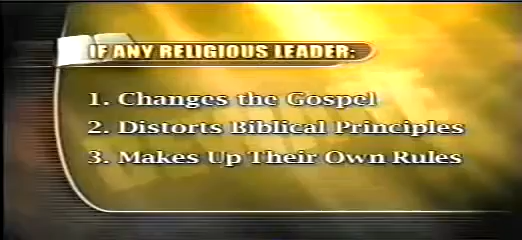 IF ANY RELIGIOUS LEADER:
1. Changes the Gospel
2. Distorts Biblical Principles
3. Makes Up Their Own Rules